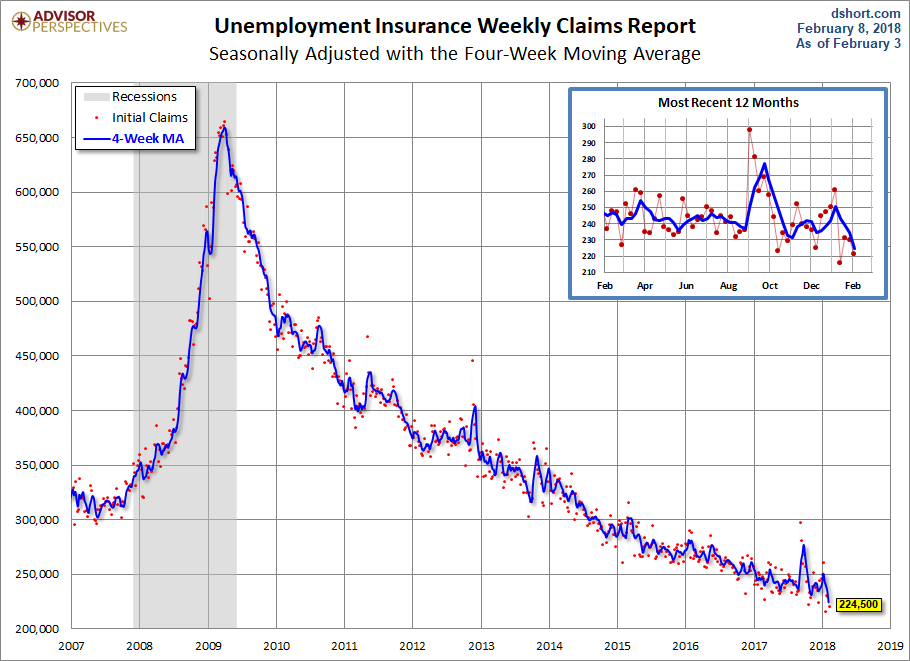 ADVISOR
PERSPECTIVES
Unemployment Insurance Weekly Claims Report
Seasonally Adjusted with the Four-Week Moving Average
dshort.com
February 8, 2018
As of February 3
700,000
650,000
600,000
550,000
500,000
450,000
400,000
350,000
300,000
250,000
200,000
Recessions
Initial Claims
4-Week MA
Most Recent 12 Months
300
290
280
270
260
250
240
230
220
210
Feb Apr Jun Aug Oct Dec Feb
224,500
2007 2008 2009 2010 2011 2012 2013 2014 2015 2016 2017 2018 2019